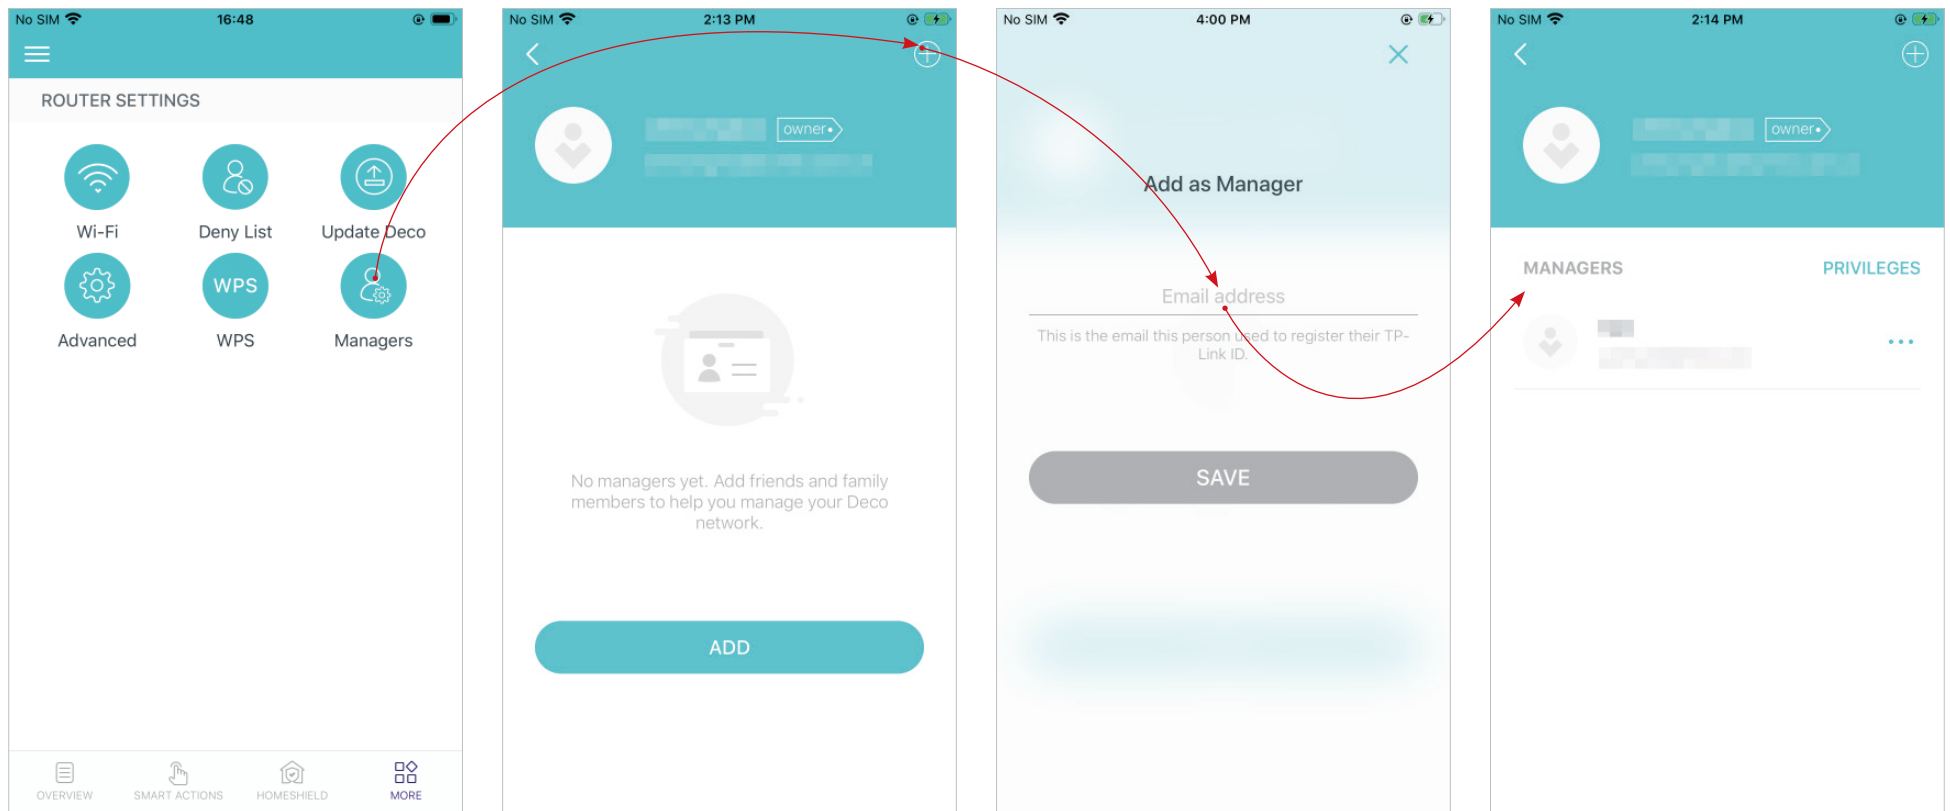 No SIM
16:48
ROUTER SETTINGS
Wi-Fi
Deny List
Update Deco
WPS
Advanced
WPS
Managers
OVERVIEW
SMART ACTIONS
HOMESHIELD
MORE
No SIM
2:13 PM
owner
No managers yet. Add friends and family
members to help you manage your Deco
network.
ADD
No SIM
4:00 PM
Add as Manager
Email address
This is the email this person used to register their TP-
Link ID.
SAVE
No SIM
2:14 PM
owner
MANAGERS
PRIVILEGES